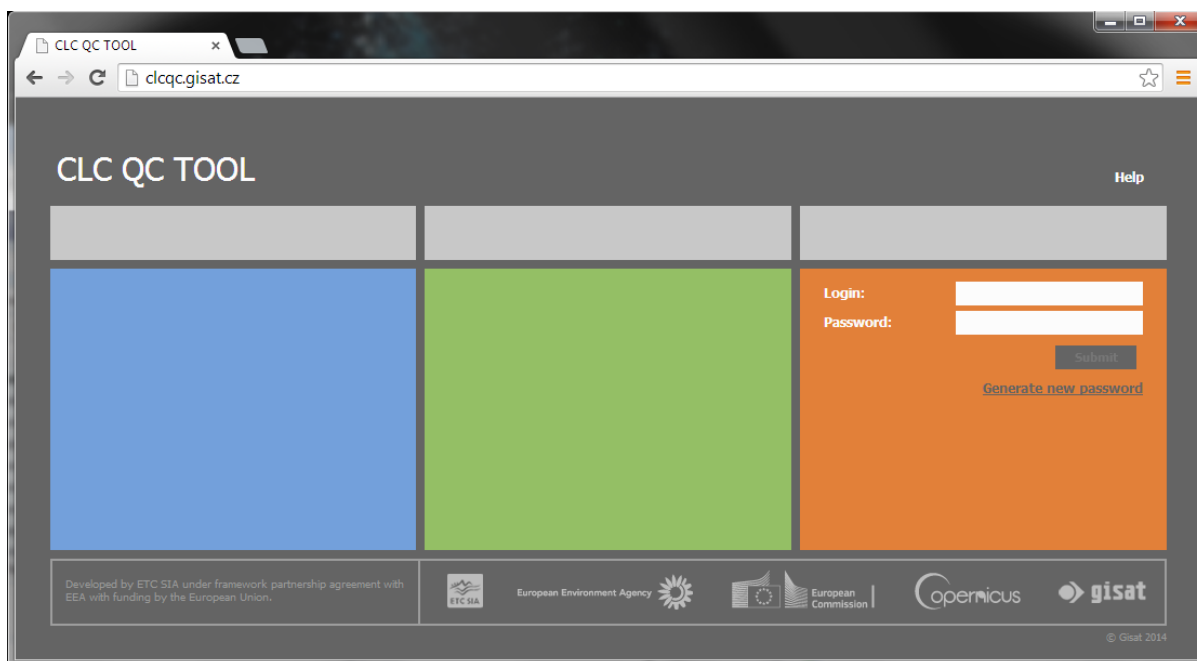 CLC QC TOOL
clcqc.gisat.cz
CLC QC TOOL
Help
Login:
Password:
Submit
Generate new password
Developed by ETC SIA under framework partnership agreement with
EEA with funding by the European Union.
ETC SIA
European Environment Agency
European
Commission
Copernicus
gisat
© Gisat 2014